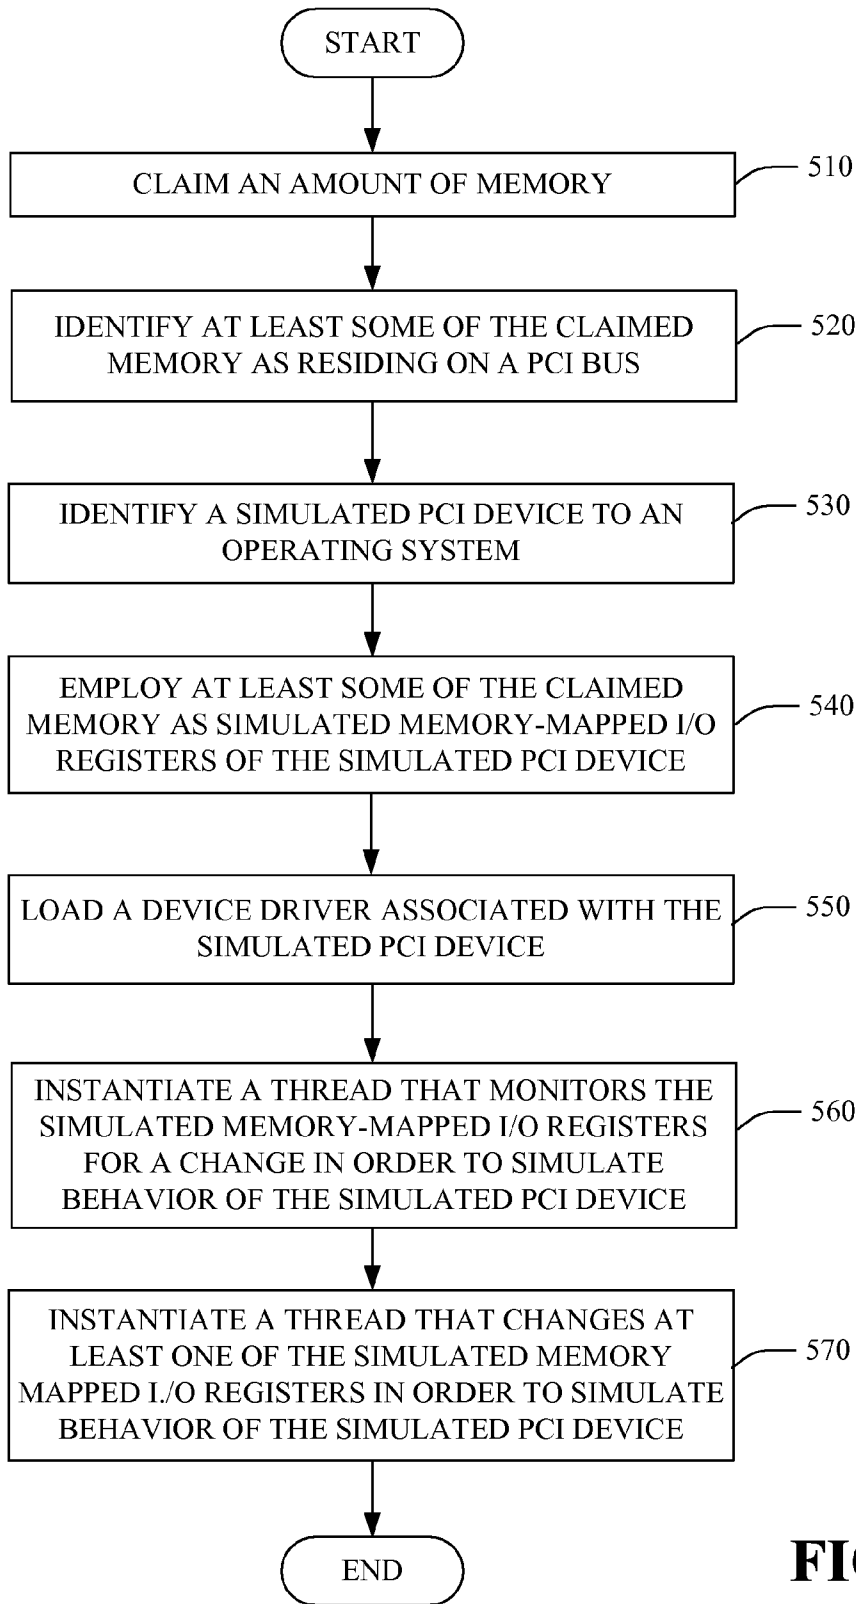 START
CLAIM AN AMOUNT OF MEMORY
510
IDENTIFY AT LEAST SOME OF THE CLAIMED
MEMORY AS RESIDING ON A PCI BUS
520
IDENTIFY A SIMULATED PCI DEVICE TO AN
OPERATING SYSTEM
530
EMPLOY AT LEAST SOME OF THE CLAIMED
MEMORY AS SIMULATED MEMORY-MAPPED I/O
REGISTERS OF THE SIMULATED PCI DEVICE
540
LOAD A DEVICE DRIVER ASSOCIATED WITH THE
SIMULATED PCI DEVICE
550
INSTANTIATE A THREAD THAT MONITORS THE
SIMULATED MEMORY-MAPPED I/O REGISTERS
FOR A CHANGE IN ORDER TO SIMULATE
BEHAVIOR OF THE SIMULATED PCI DEVICE
560
INSTANTIATE A THREAD THAT CHANGES AT
LEAST ONE OF THE SIMULATED MEMORY
MAPPED I./O REGISTERS IN ORDER TO SIMULATE
BEHAVIOR OF THE SIMULATED PCI DEVICE
570
END